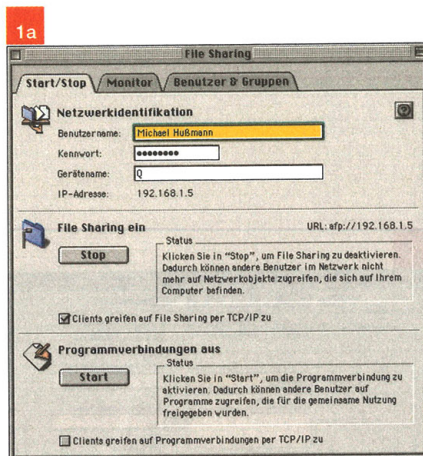 1a
File Sharing
Start/Stop Monitor Benutzer & Gruppen
Netzwerkidentifikation
Benutzername: Michael Hußmann
Kennwort: ••••••••
Gerätename: Q
IP-Adresse: 192.168.1.5
File Sharing ein URL: afp://192.168.1.5
Stop
Status
Klicken Sie in "Stop", um File Sharing zu deaktivieren.
Dadurch können andere Benutzer im Netzwerk nicht
mehr auf Netzwerkobjekte zugreifen, die sich auf Ihrem
Computer befinden.
Clients greifen auf File Sharing per TCP/IP zu
Programmverbindungen aus
Start
Status
Klicken Sie in "Start", um die Programmverbindung zu
aktivieren. Dadurch können andere Benutzer auf
Programme zugreifen, die für die gemeinsame Nutzung
freigegeben wurden.
Clients greifen auf Programmverbindungen per TCP/IP zu